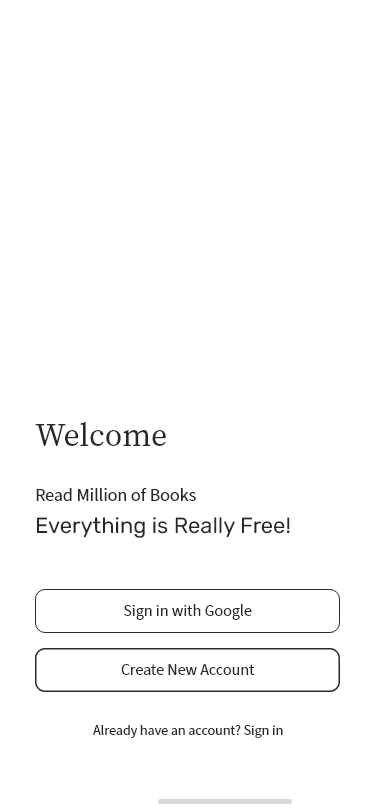 Welcome
Read Million of Books
Everything is Really Free!
Sign in with Google
Create New Account
Already have an account? Sign in